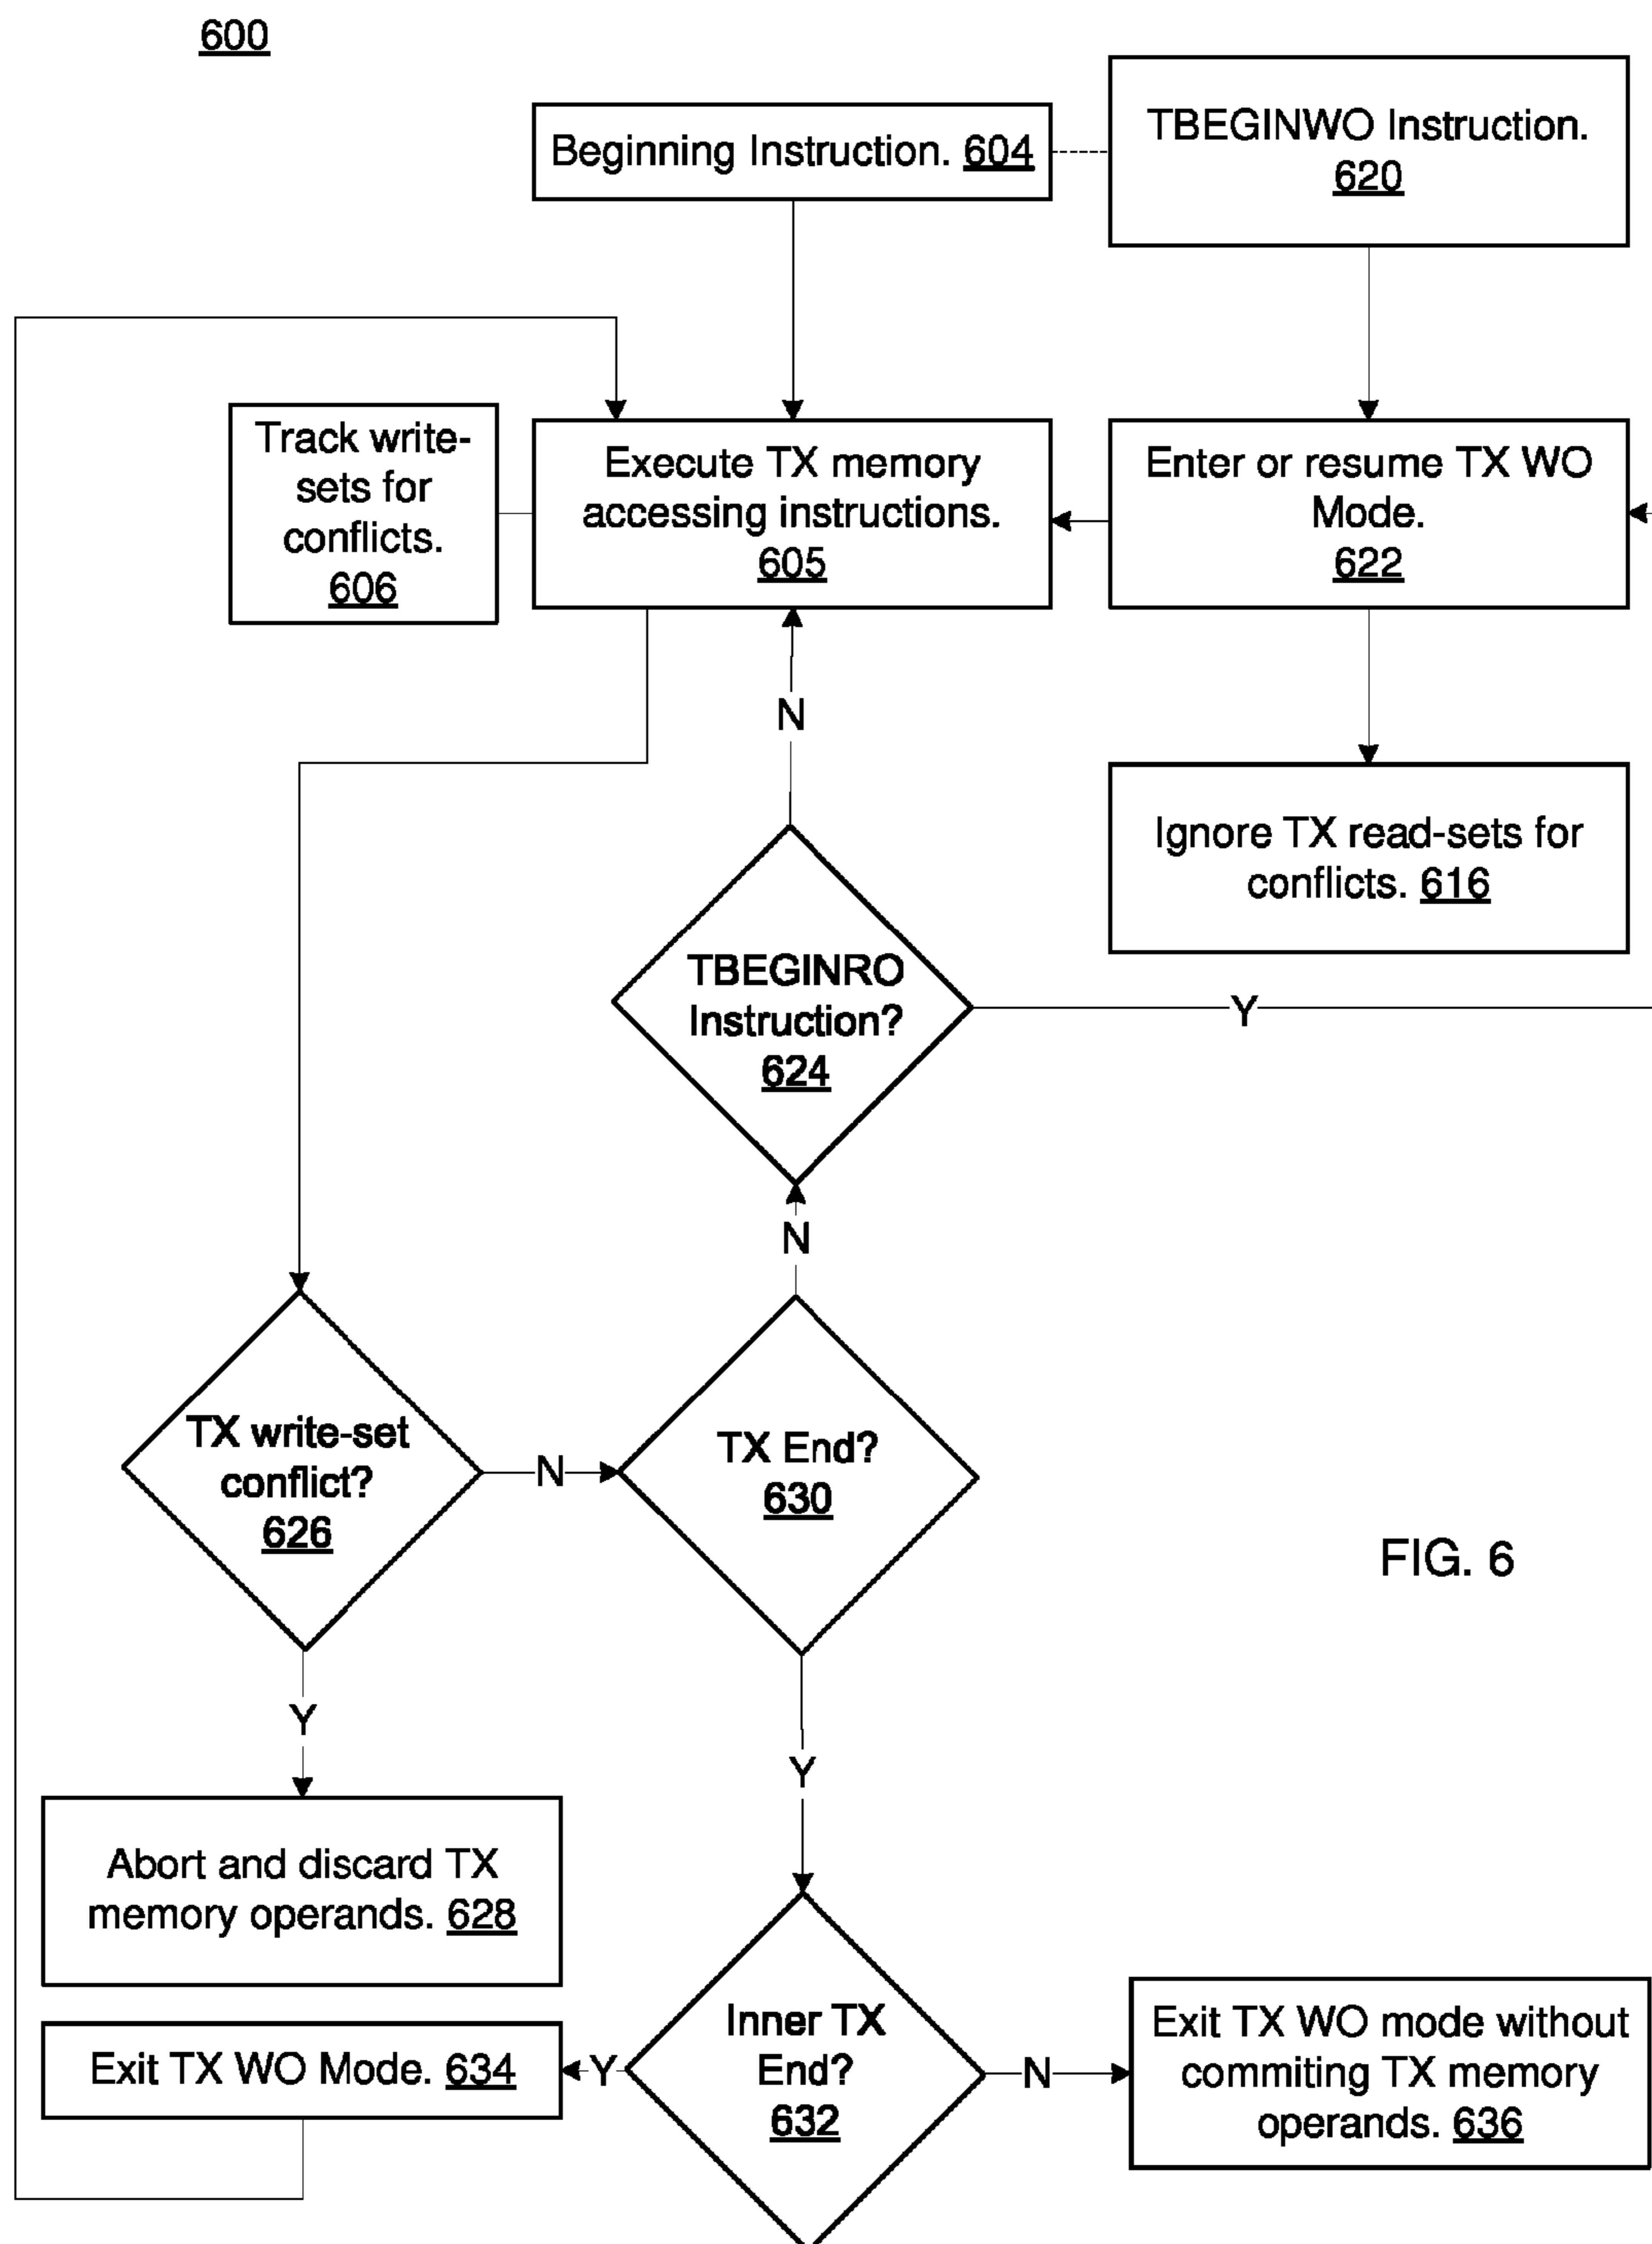 600
Beginning Instruction. 604
TBEGINWO Instruction.
620
Track write-
sets for
conflicts.
606
Execute TX memory
accessing instructions.
605
Enter or resume TX WO
Mode.
622
N
Ignore TX read-sets for
conflicts. 616
TBEGINRO
Instruction?
624
Y
N
TX write-set
conflict?
626
N
TX End?
630
FIG. 6
Y
Y
Abort and discard TX
memory operands. 628
Exit TX WO Mode. 634
Y
Inner TX
End?
632
N
Exit TX WO mode without
commiting TX memory
operands. 636